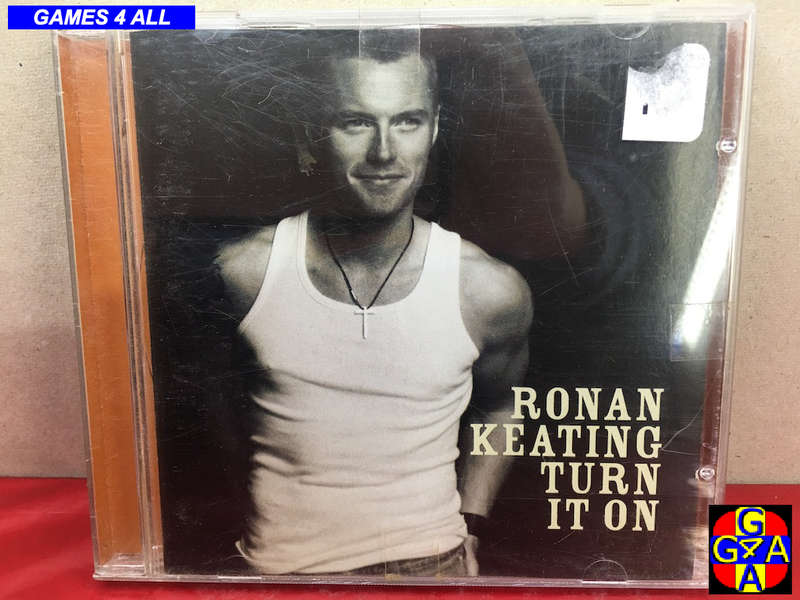 GAMES 4 ALL
RONAN
KEATING
TURN
IT ON
G
G4A
A